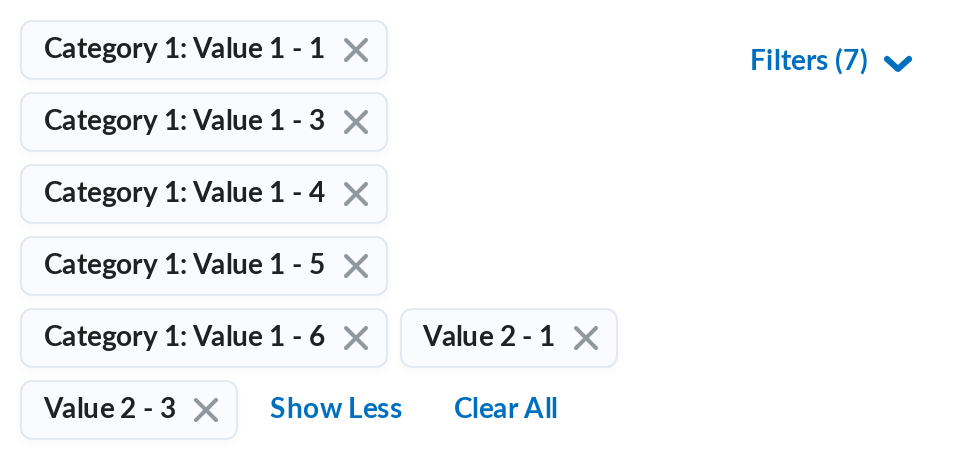 Category 1: Value 1 - 1
Filters (7)
Category 1: Value 1 - 3
Category 1: Value 1 - 4
Category 1: Value 1 - 5
Category 1: Value 1 - 6 Value 2 - 1
Value 2 - 3 Show Less Clear All